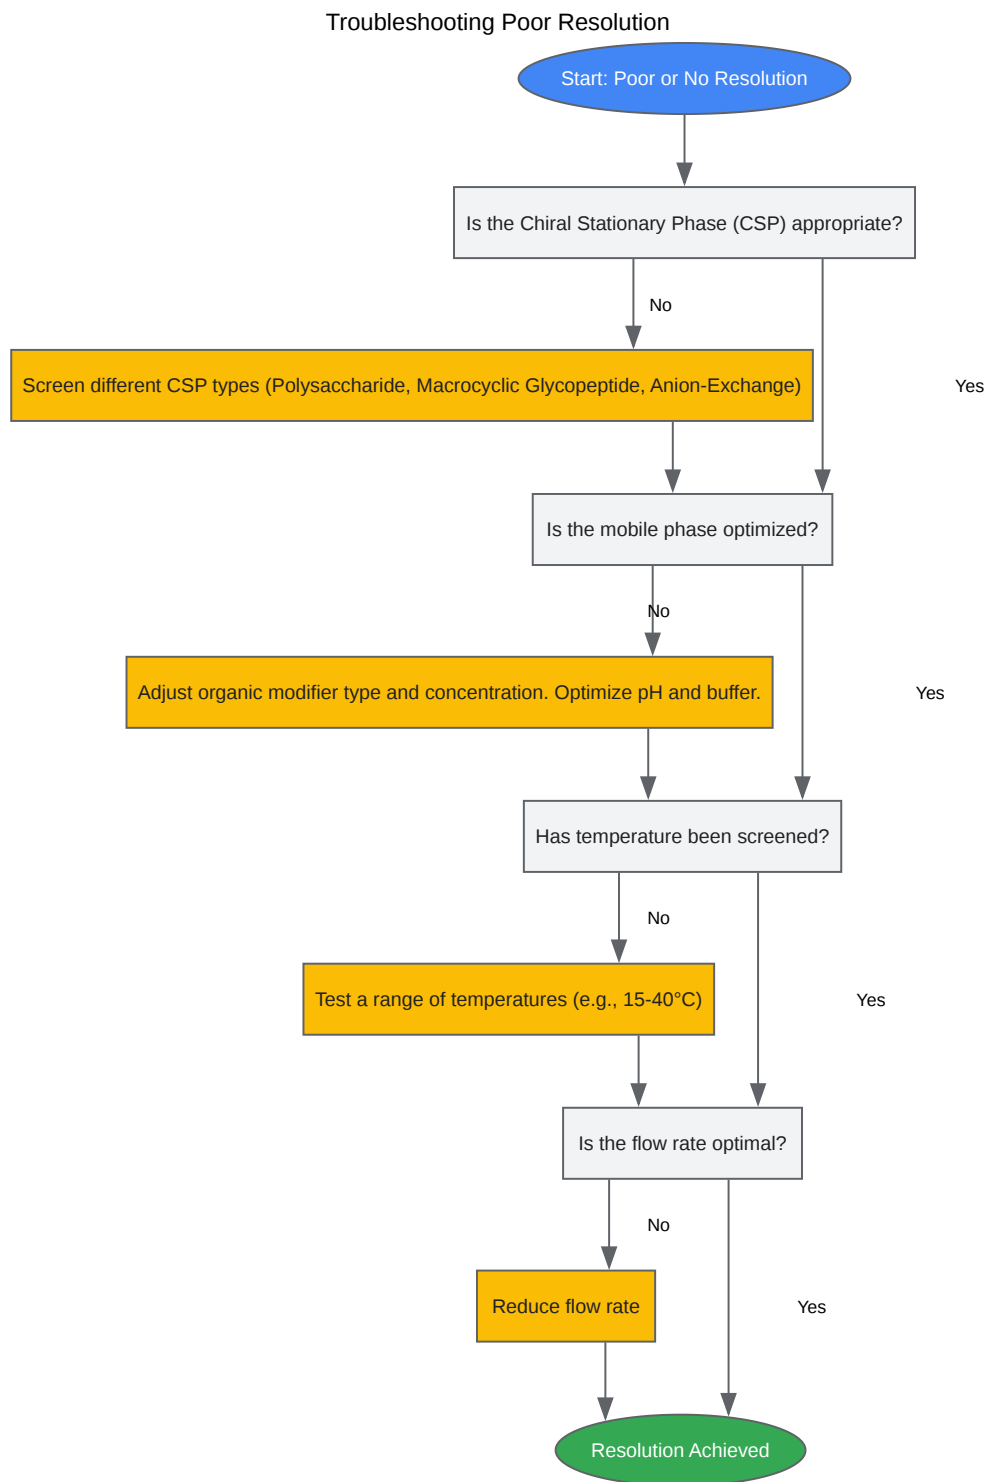 Troubleshooting Poor Resolution
Start: Poor or No Resolution
Is the Chiral Stationary Phase (CSP) appropriate?
No
Screen different CSP types (Polysaccharide, Macrocyclic Glycopeptide, Anion-Exchange)
Yes
Is the mobile phase optimized?
No
Adjust organic modifier type and concentration. Optimize pH and buffer.
Yes
Has temperature been screened?
No
Test a range of temperatures (e.g., 15-40°C)
Yes
Is the flow rate optimal?
No
Reduce flow rate
Yes
Resolution Achieved